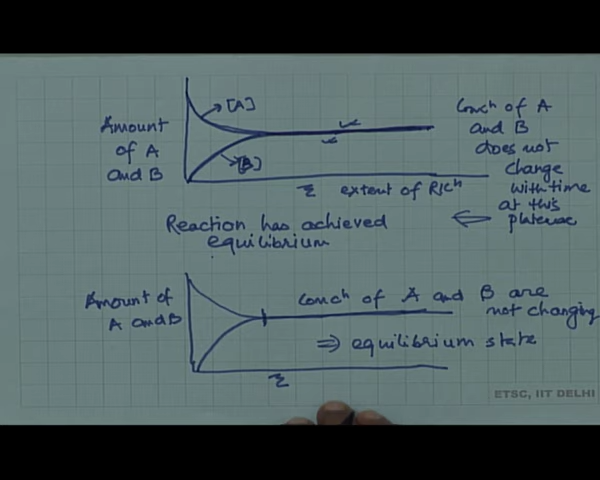 [A]
Amount
of A
and B
[B]
Concn of A
and B
does not
change
with time
at this
plateau
ξ extent of Rxn
Reaction has achieved
equilibrium
Amount of
A and B
Concn of A and B are
not changing
⇒ equilibrium state
ξ
ETSC, IIT DELHI